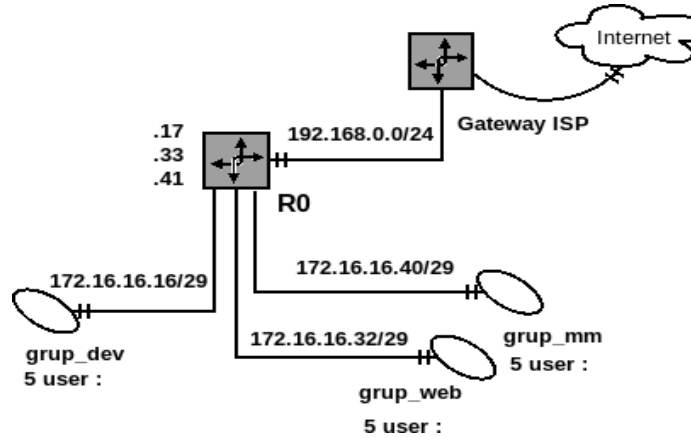 Internet
Gateway ISP
192.168.0.0/24
.17
.33
.41
R0
172.16.16.16/29
172.16.16.40/29
172.16.16.32/29
grup_dev
5 user :
grup_mm
5 user :
grup_web
5 user :